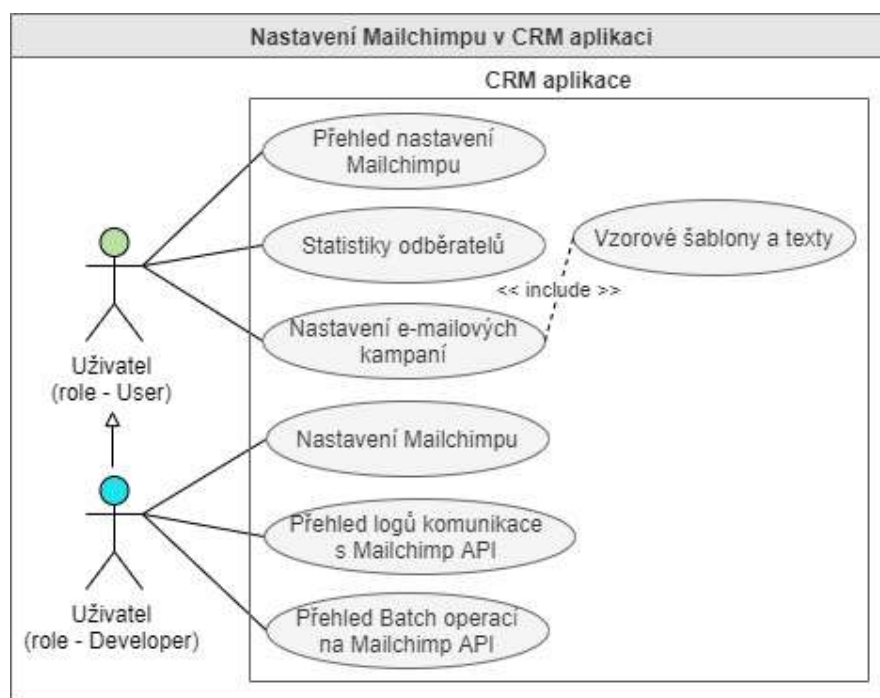 Nastavení Mailchimpu v CRM aplikaci
CRM aplikace
Přehled nastavení
Mailchimpu
Statistiky odběratelů
Vzorové šablony a texty
<< include >>
Nastavení e-mailových
kampaní
Uživatel
(role - User)
Nastavení Mailchimpu
Přehled logů komunikace
s Mailchimp API
Uživatel
(role - Developer)
Přehled Batch operací
na Mailchimp API